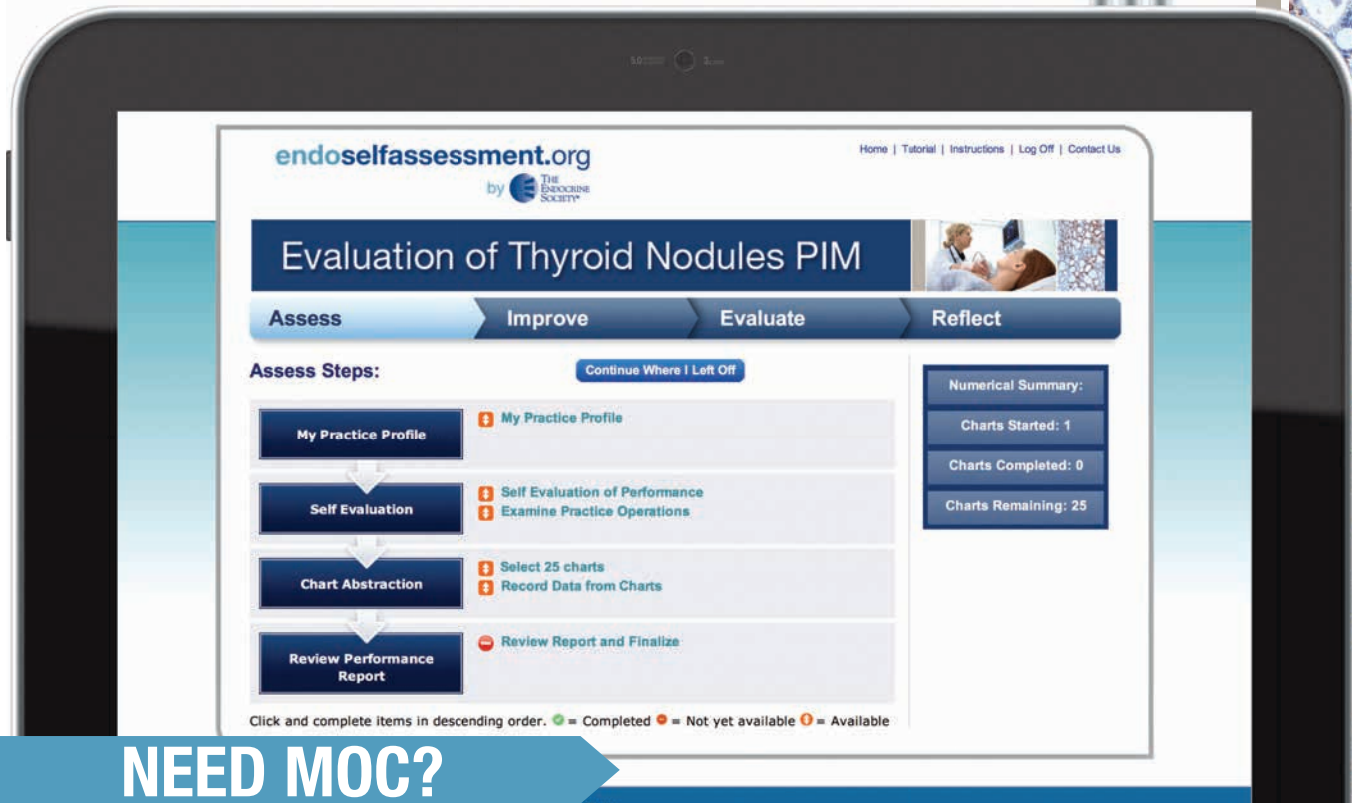 endoselfassessment.org
Home | Tutorial | Instructions | Log Off | Contact Us
by THE ENDOCRINE SOCIETY®
Evaluation of Thyroid Nodules PIM
Assess
Improve
Evaluate
Reflect
Assess Steps:
Continue Where I Left Off
My Practice Profile
My Practice Profile
Self Evaluation
Self Evaluation of Performance
Examine Practice Operations
Chart Abstraction
Select 25 charts
Record Data from Charts
Review Performance
Report
Review Report and Finalize
Numerical Summary:
Charts Started: 1
Charts Completed: 0
Charts Remaining: 25
Click and complete items in descending order. = Completed = Not yet available = Available
NEED MOC?